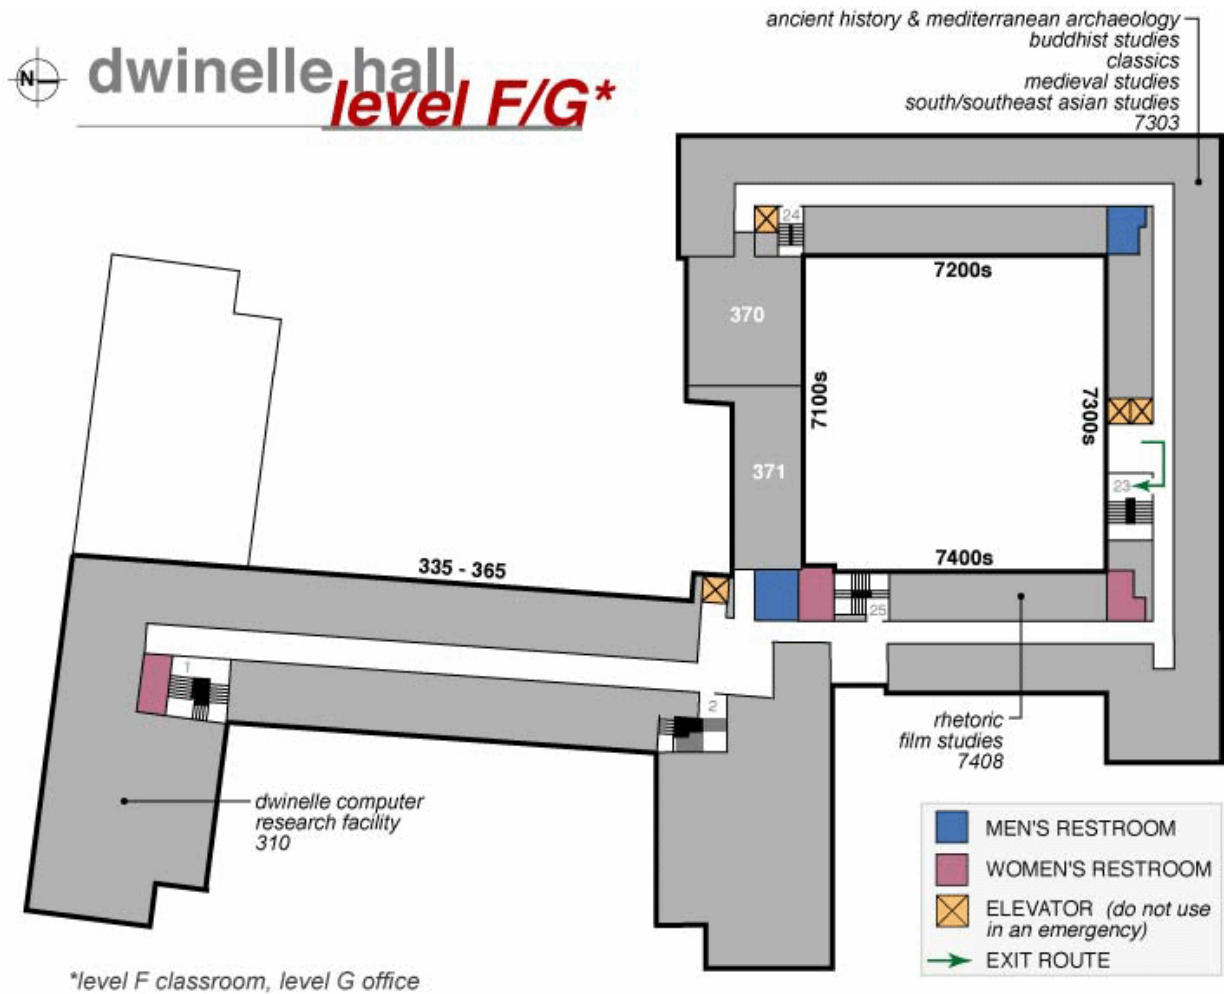 ancient history & mediterranean archaeology
buddhist studies
classics
medieval studies
south/southeast asian studies
7303
N
dwinelle hall
level F/G*
24
7200s
370
7100s
7300s
371
23
7400s
335 - 365
25
1
2
rhetoric
film studies
7408
dwinelle computer
research facility
310
MEN'S RESTROOM
WOMEN'S RESTROOM
ELEVATOR (do not use
in an emergency)
EXIT ROUTE
*level F classroom, level G office